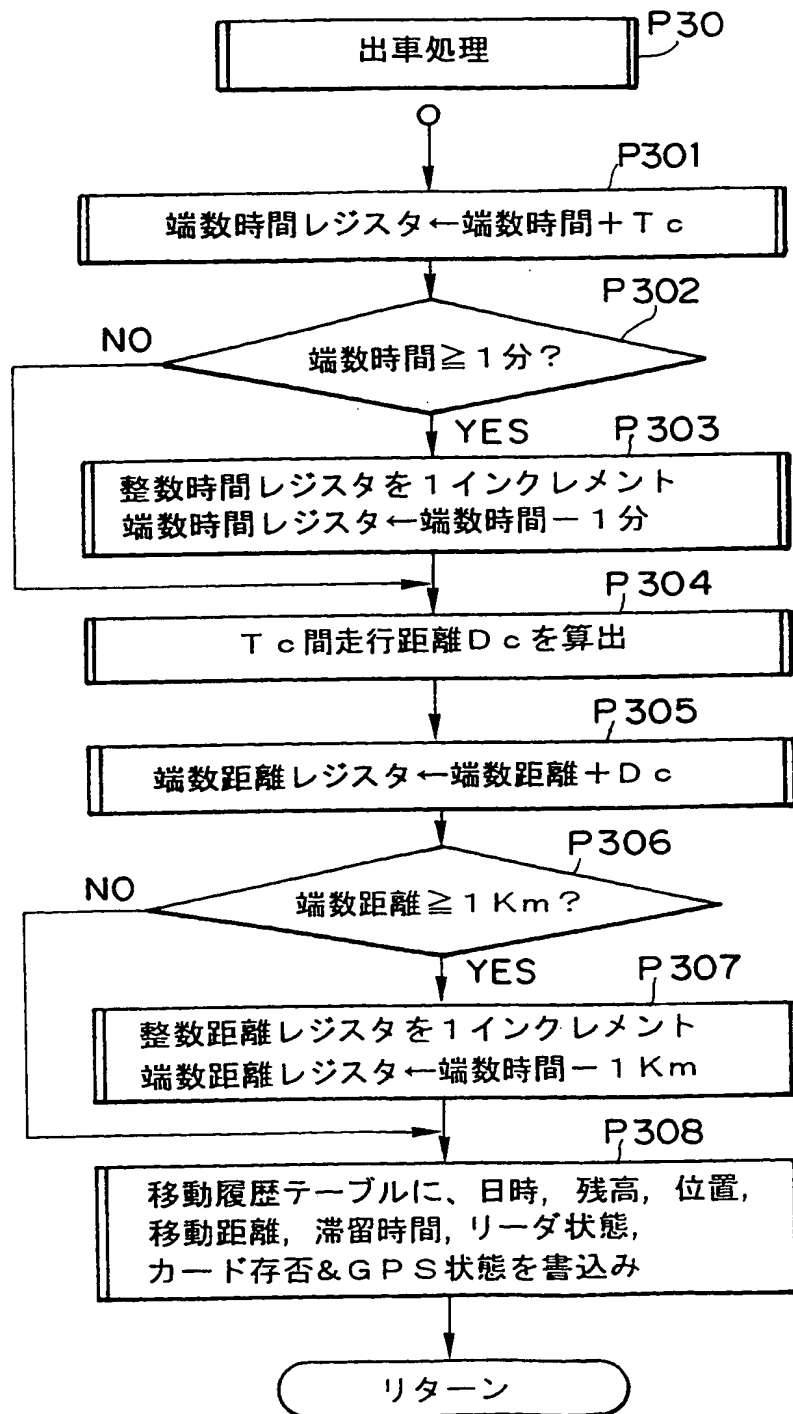 P30
出車処理
P301
端数時間レジスタ←端数時間+Tc
P302
NO
端数時間≧1分?
YES
P303
整数時間レジスタを1インクレメント
端数時間レジスタ←端数時間-1分
P304
Tc間走行距離Dcを算出
P305
端数距離レジスタ←端数距離+Dc
P306
NO
端数距離≧1Km?
YES
P307
整数距離レジスタを1インクレメント
端数距離レジスタ←端数時間-1Km
P308
移動履歴テーブルに、日時,残高,位置,
移動距離,滞留時間,リーダ状態,
カード存否&GPS状態を書込み
リターン